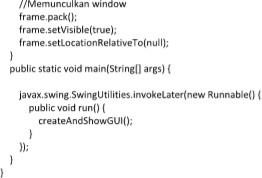 //Memunculkan window
frame.pack();
frame.setVisible(true);
frame.setLocationRelativeTo(null);
}
public static void main(String[] args) {
javax.swing.SwingUtilities.invokeLater(new Runnable() {
public void run() {
createAndShowGUI();
}
});
}
}